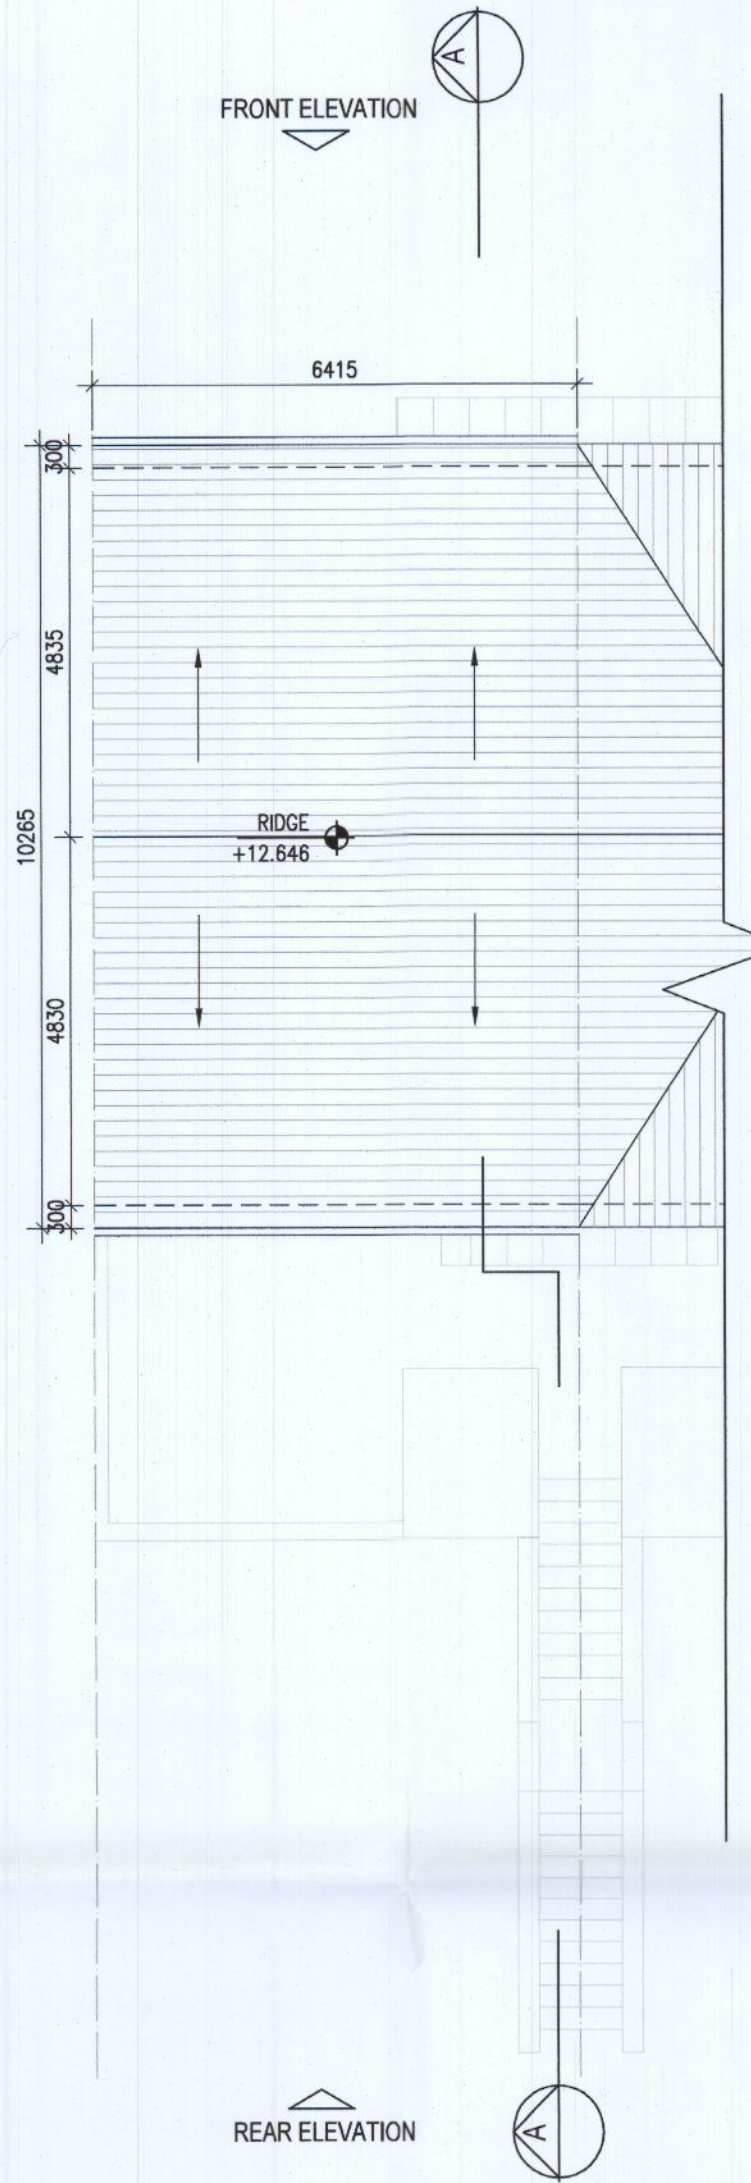 A
FRONT ELEVATION
6415
300
4835
10265
RIDGE
+12.646
4830
300
REAR ELEVATION
A